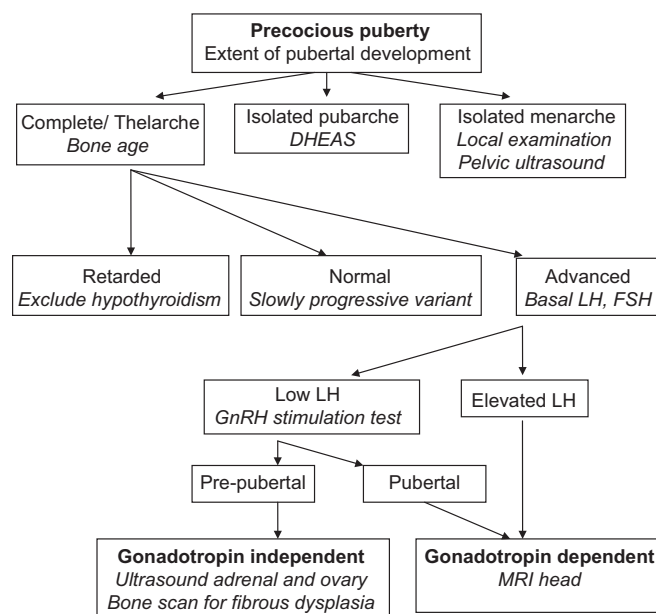 Precocious puberty
Extent of pubertal development
Complete/ Thelarche
Bone age
Isolated pubarche
DHEAS
Isolated menarche
Local examination
Pelvic ultrasound
Retarded
Exclude hypothyroidism
Normal
Slowly progressive variant
Advanced
Basal LH, FSH
Low LH
GnRH stimulation test
Elevated LH
Pre-pubertal
Pubertal
Gonadotropin independent
Ultrasound adrenal and ovary
Bone scan for fibrous dysplasia
Gonadotropin dependent
MRI head